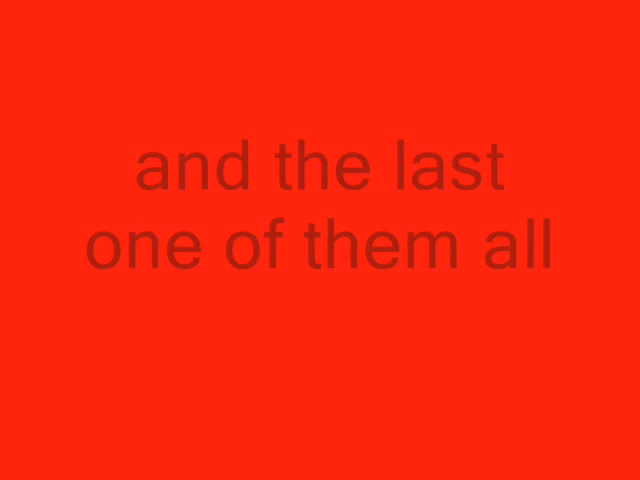 and the last
one of them all